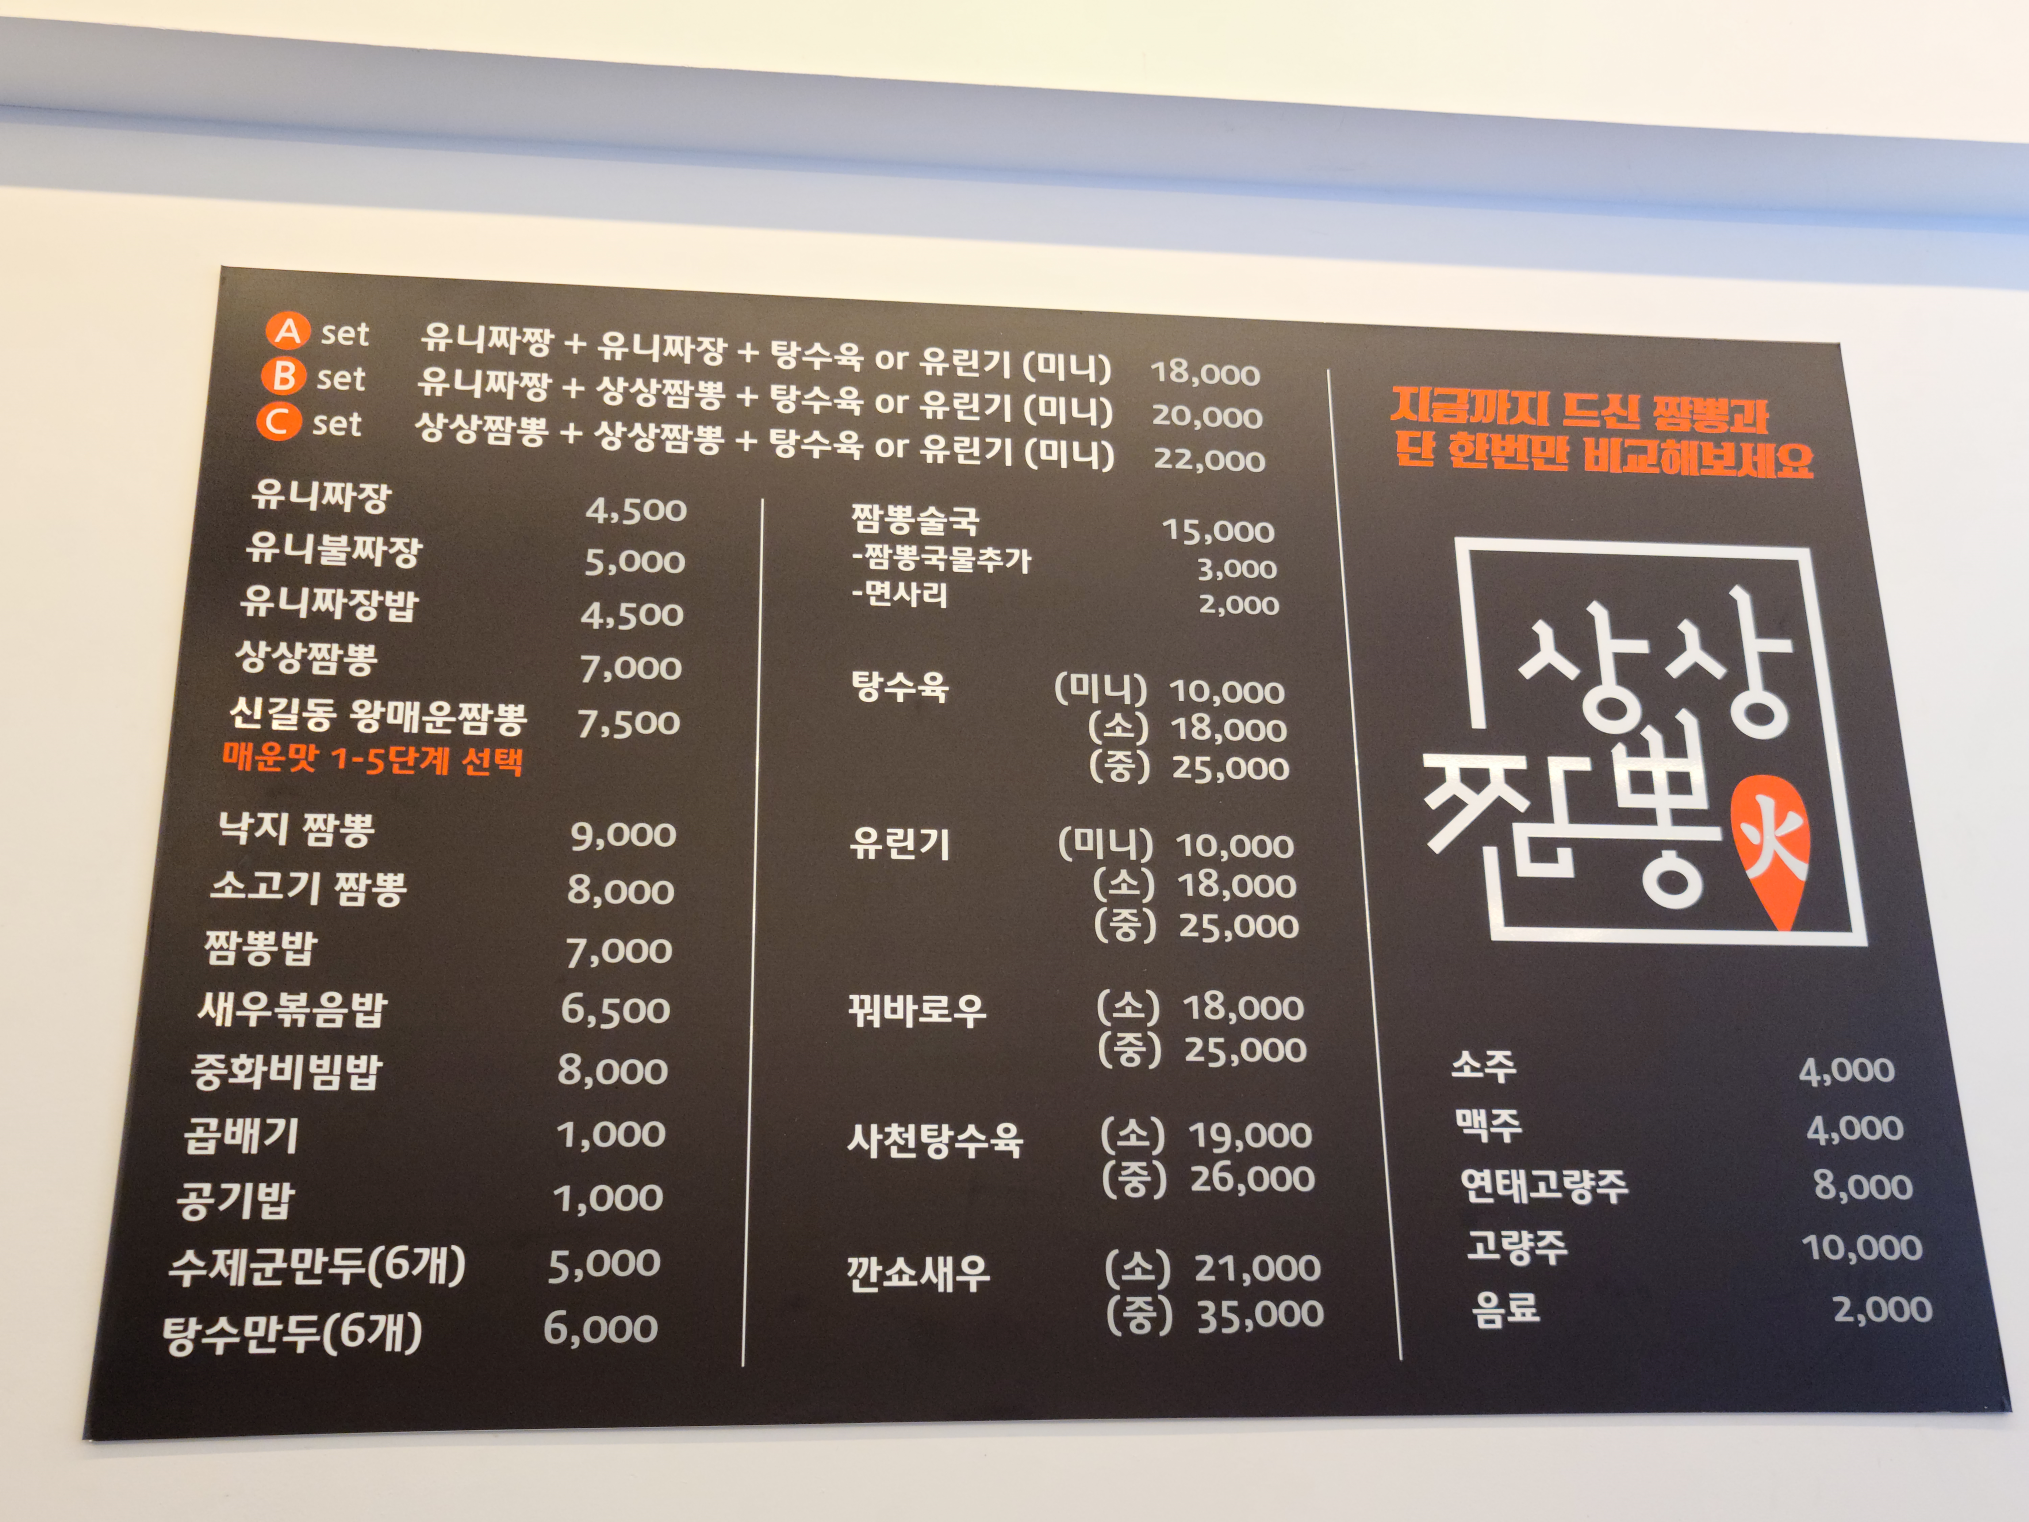 A set 유니짜짱 + 유니짜장 + 탕수육 or 유린기 (미니) 18,000
B set 유니짜짱 + 상상짬뽕 + 탕수육 or 유린기 (미니) 20,000
C set 상상짬뽕 + 상상짬뽕 + 탕수육 or 유린기 (미니) 22,000
유니짜장 4,500
유니불짜장 5,000
유니짜장밥 4,500
상상짬뽕 7,000
신길동 왕매운짬뽕 7,500
매운맛 1-5단계 선택
낙지 짬뽕 9,000
소고기 짬뽕 8,000
짬뽕밥 7,000
새우볶음밥 6,500
중화비빔밥 8,000
곱배기 1,000
공기밥 1,000
수제군만두(6개) 5,000
탕수만두(6개) 6,000
짬뽕술국 15,000
-짬뽕국물추가 3,000
-면사리 2,000
탕수육 (미니) 10,000
(소) 18,000
(중) 25,000
유린기 (미니) 10,000
(소) 18,000
(중) 25,000
꿔바로우 (소) 18,000
(중) 25,000
사천탕수육 (소) 19,000
(중) 26,000
깐쇼새우 (소) 21,000
(중) 35,000
지금까지 드신 짬뽕과
단 한번만 비교해보세요
상상
짬뽕 火
소주 4,000
맥주 4,000
연태고량주 8,000
고량주 10,000
음료 2,000